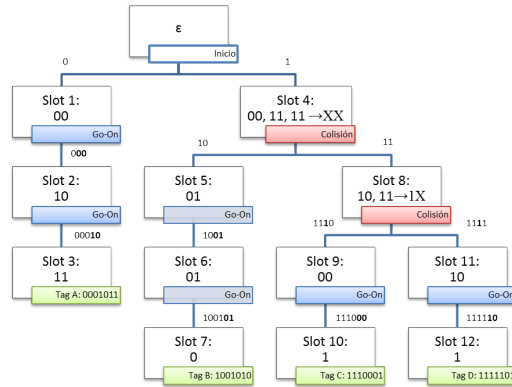 ε
Inicio
0
1
Slot 1:
00
Go-On
Slot 4:
00, 11, 11 →XX
Colisión
000
10
11
Slot 2:
10
Go-On
Slot 5:
01
Go-On
Slot 8:
10, 11→1X
Colisión
00010
1001
1110
1111
Slot 3:
11
Tag A: 0001011
Slot 6:
01
Go-On
Slot 9:
00
Go-On
Slot 11:
10
Go-On
100101
111000
111110
Slot 7:
0
Tag B: 1001010
Slot 10:
1
Tag C: 1110001
Slot 12:
1
Tag D: 1111101